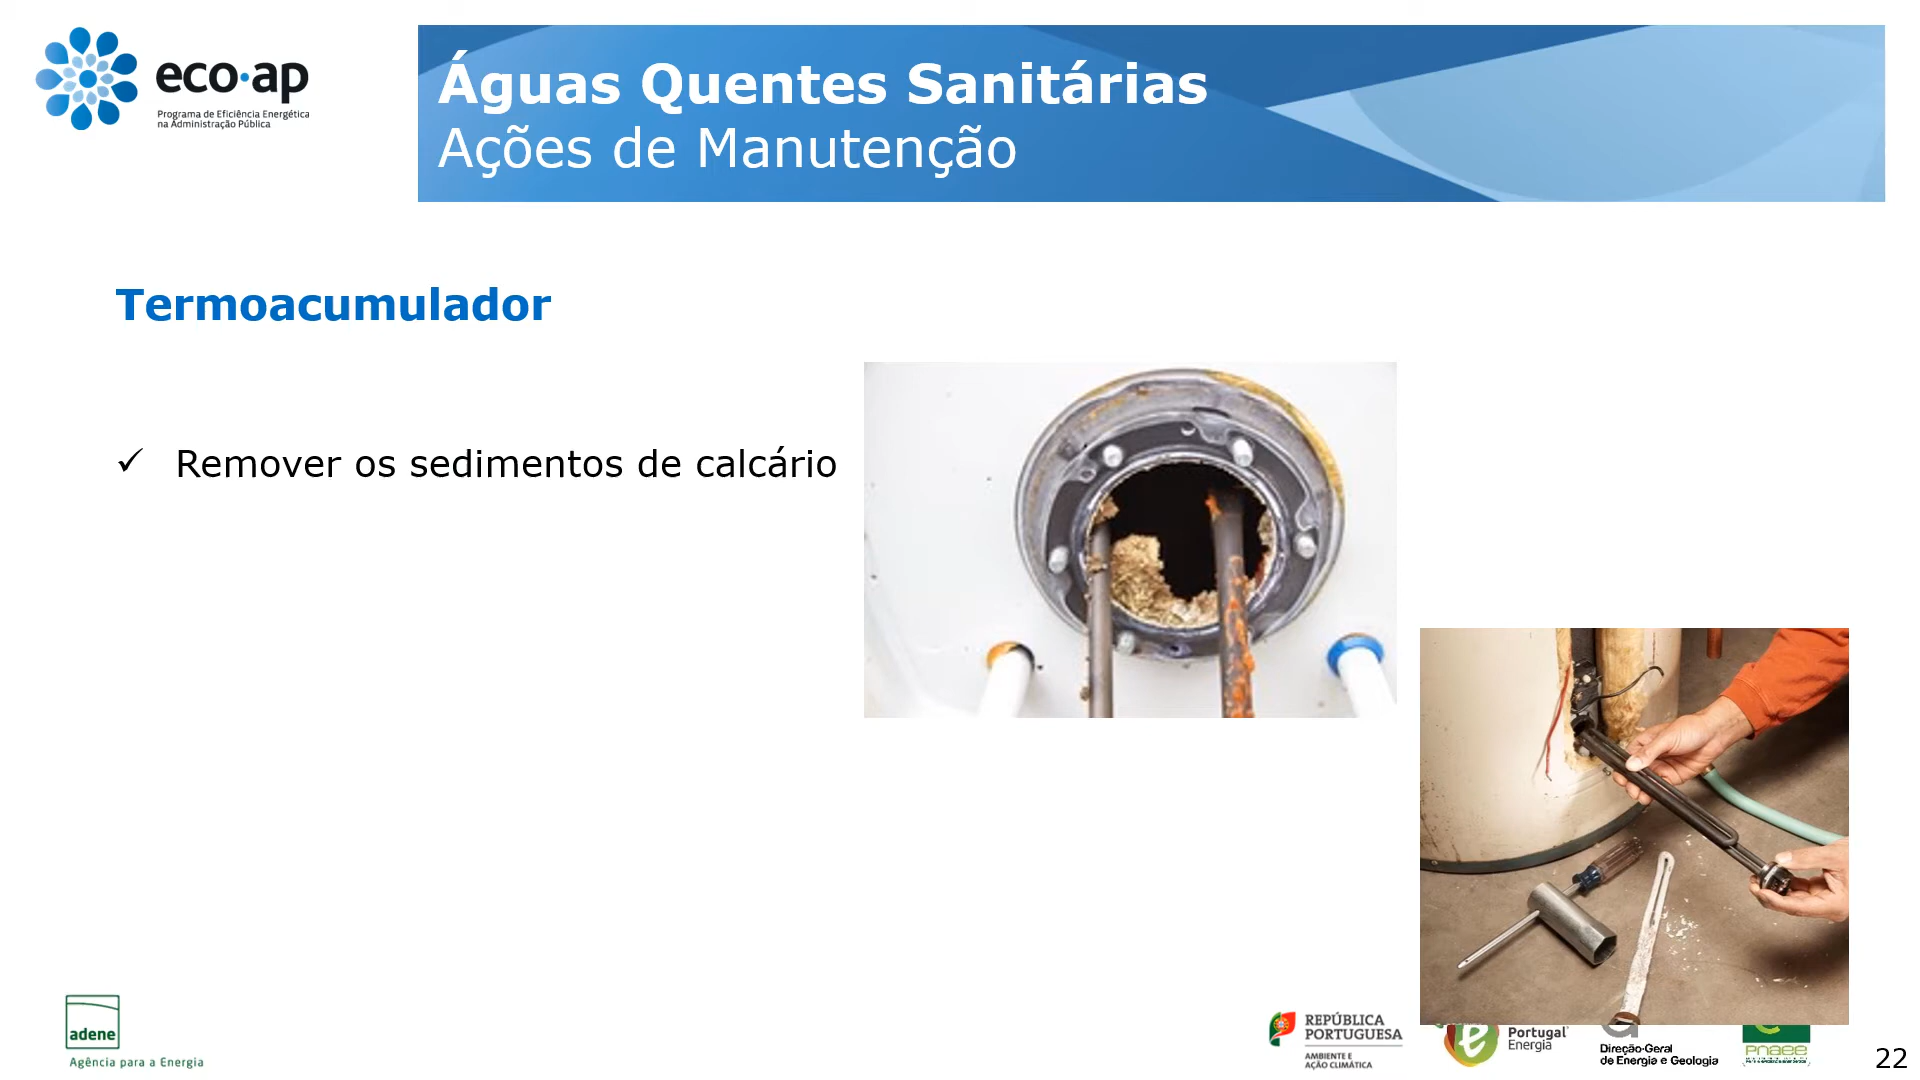 eco·ap
Programa de Eficiência Energética
na Administração Pública
Águas Quentes Sanitárias
Ações de Manutenção
Termoacumulador
✓ Remover os sedimentos de calcário
adene
Agência para a Energia
REPÚBLICA
PORTUGUESA
AMBIENTE E
AÇÃO CLIMÁTICA
Portugal
Energia
Direção-Geral
de Energia e Geologia
pnaee
22